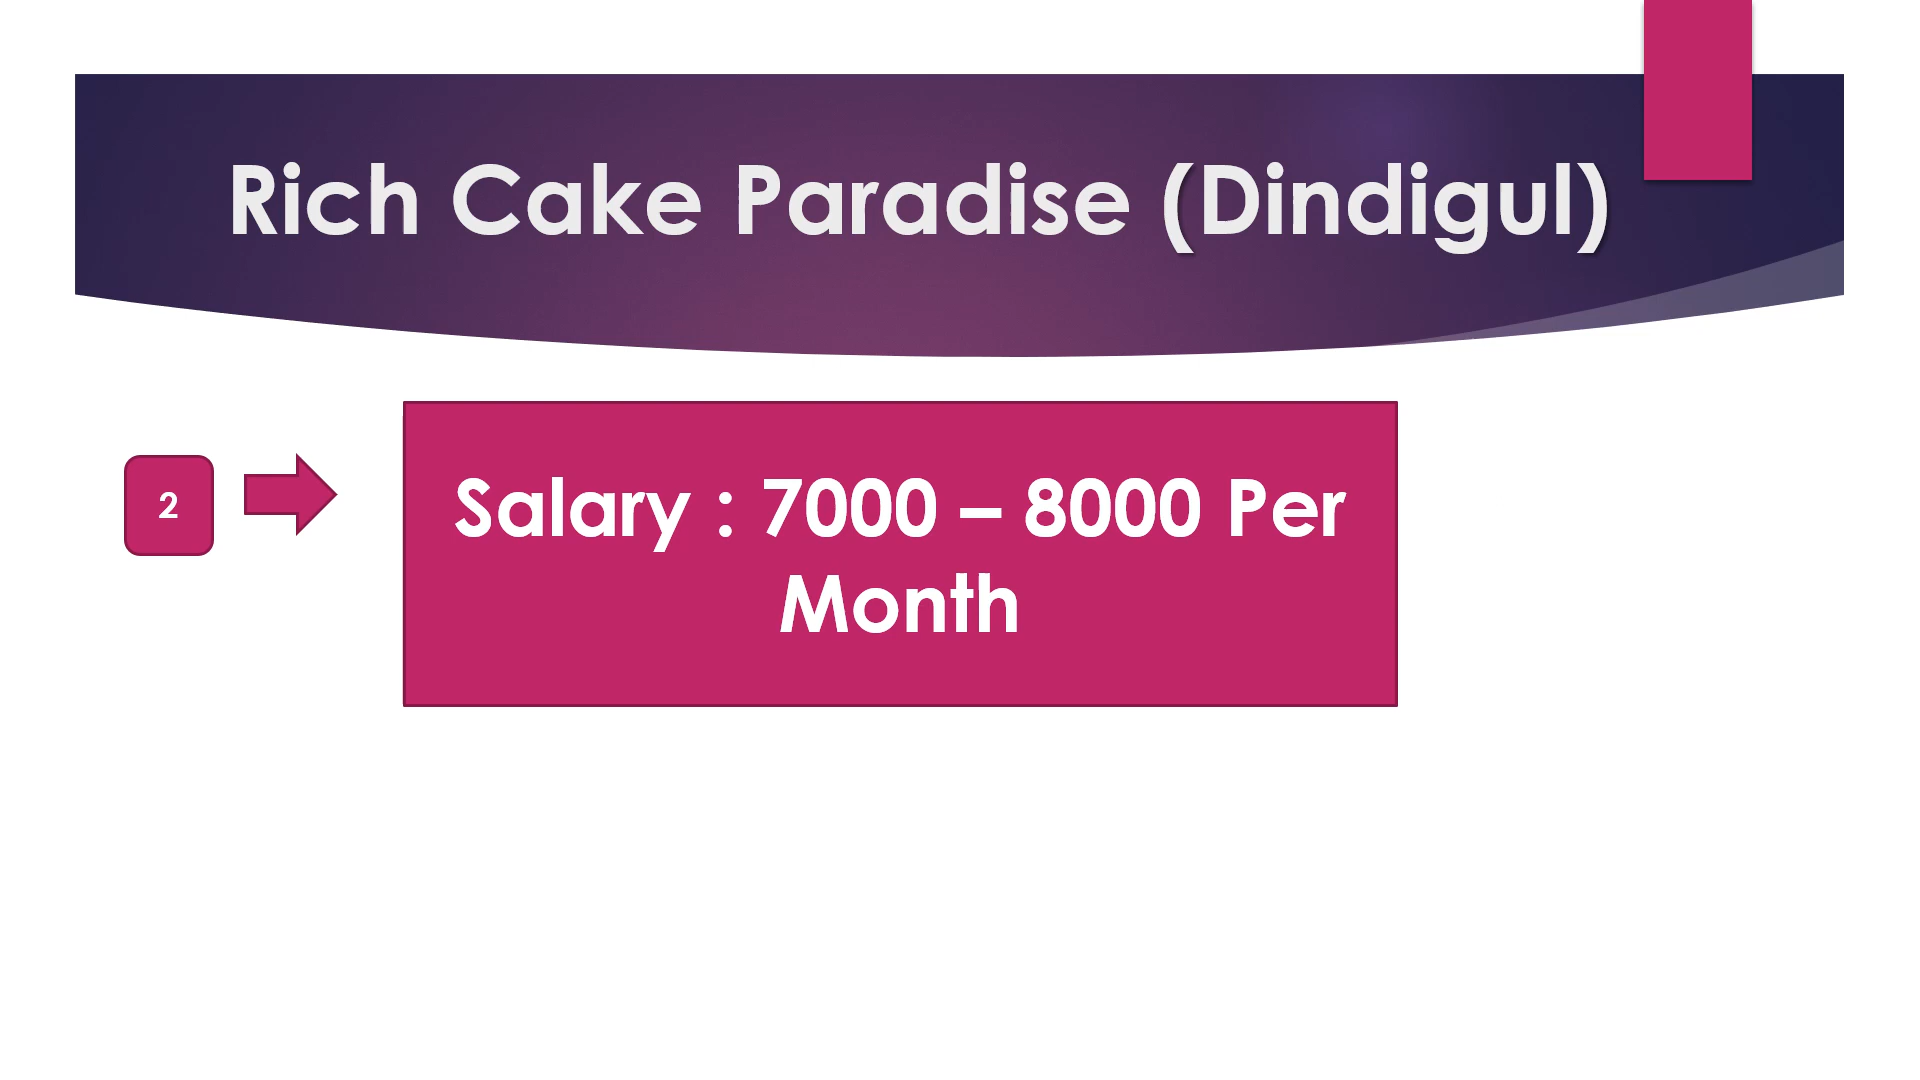 Rich Cake Paradise (Dindigul)
2
Salary : 7000 – 8000 Per
Month